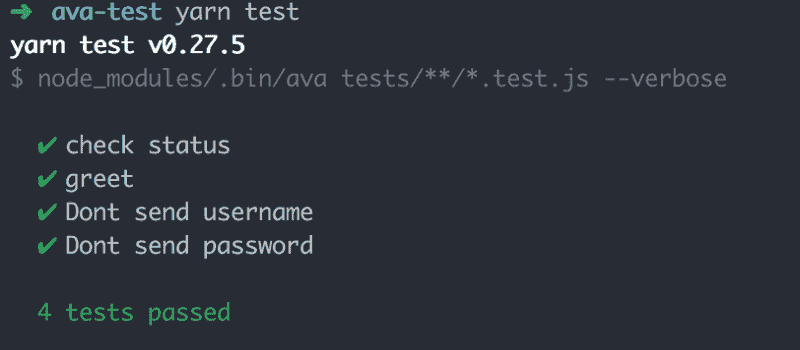 ➜ ava-test yarn test
yarn test v0.27.5
$ node_modules/.bin/ava tests/**/*.test.js --verbose
✔ check status
✔ greet
✔ Dont send username
✔ Dont send password
4 tests passed